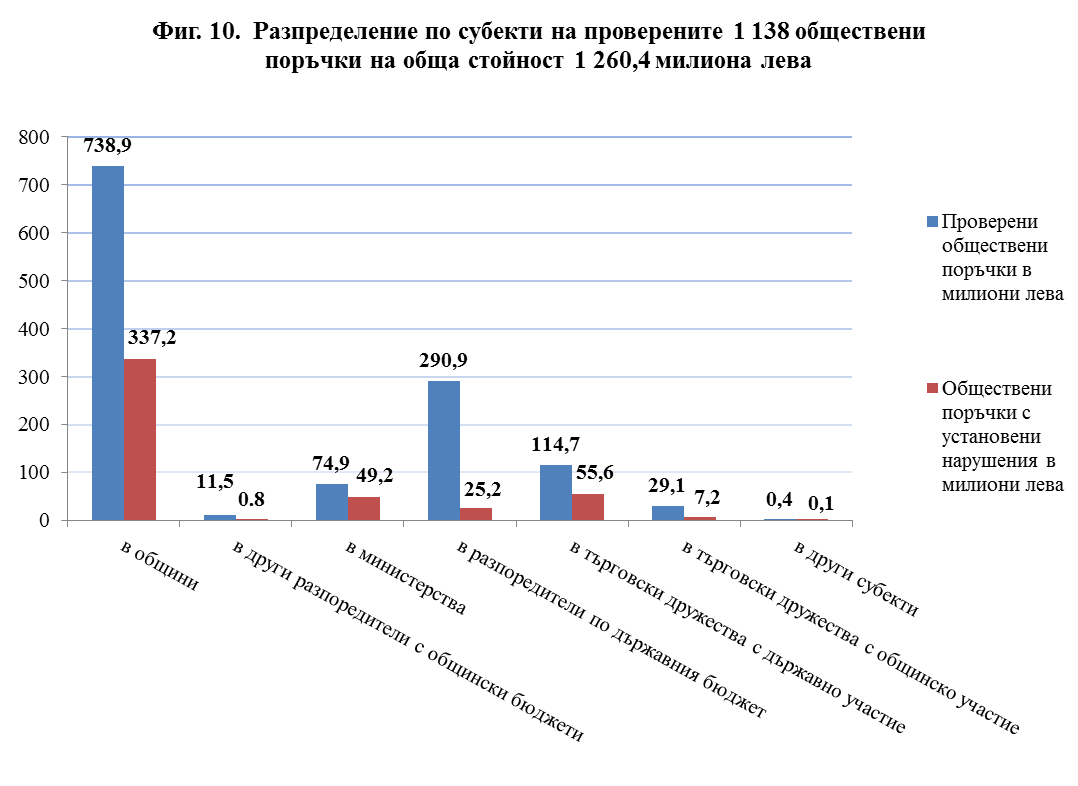 Фиг. 10. Разпределение по субекти на проверените 1 138 обществени
поръчки на обща стойност 1 260,4 милиона лева
800
700
600
500
400
300
200
100
0
738,9
337,2
11,5
0.8
74,9
49,2
290,9
25,2
114,7
55,6
29,1
7,2
0,4
0,1
в общини
в други разпоредители с общински бюджети
в министерства
в разпоредители по държавния бюджет
в търговски дружества с държавно участие
в търговски дружества с общинско участие
в други субекти
Проверени
обществени
поръчки в
милиони лева
Обществени
поръчки с
установени
нарушения в
милиони лева